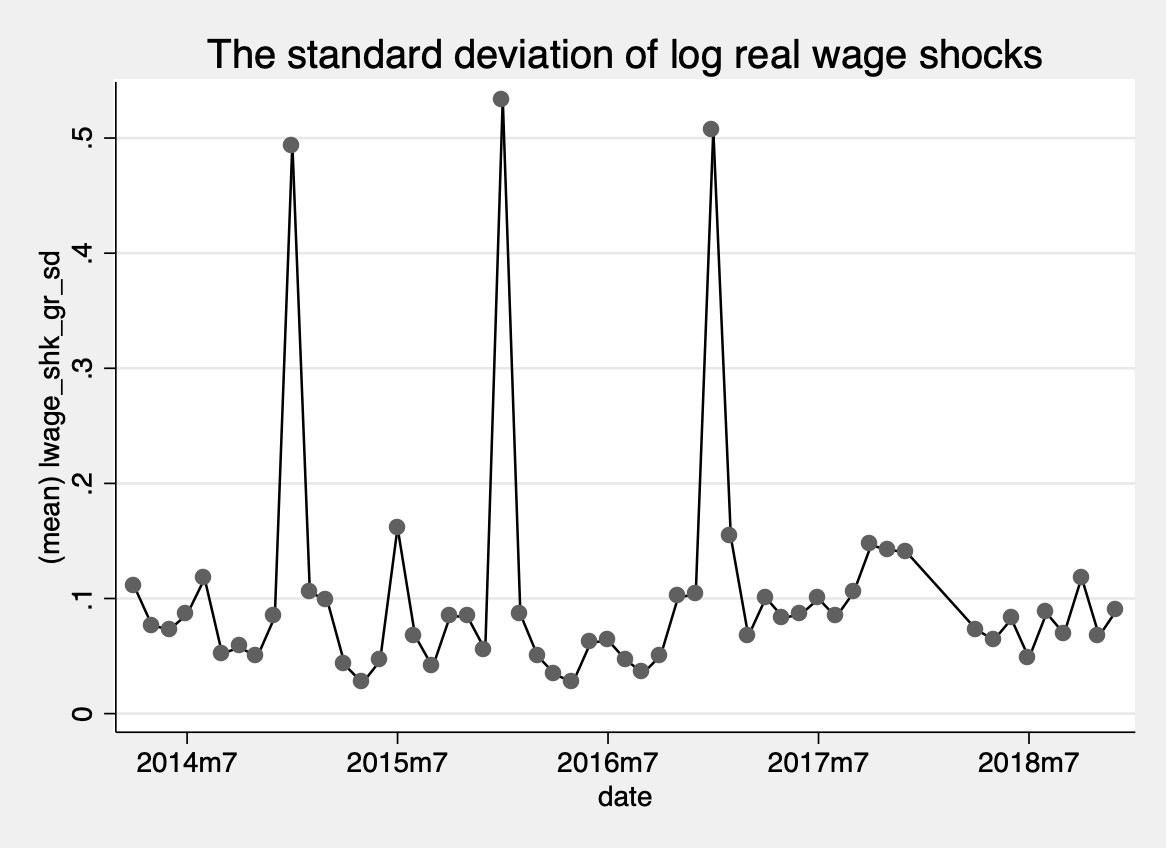 The standard deviation of log real wage shocks
(mean) lwage_shk_gr_sd
.5
.4
.3
.2
.1
0
2014m7 2015m7 2016m7 2017m7 2018m7
date